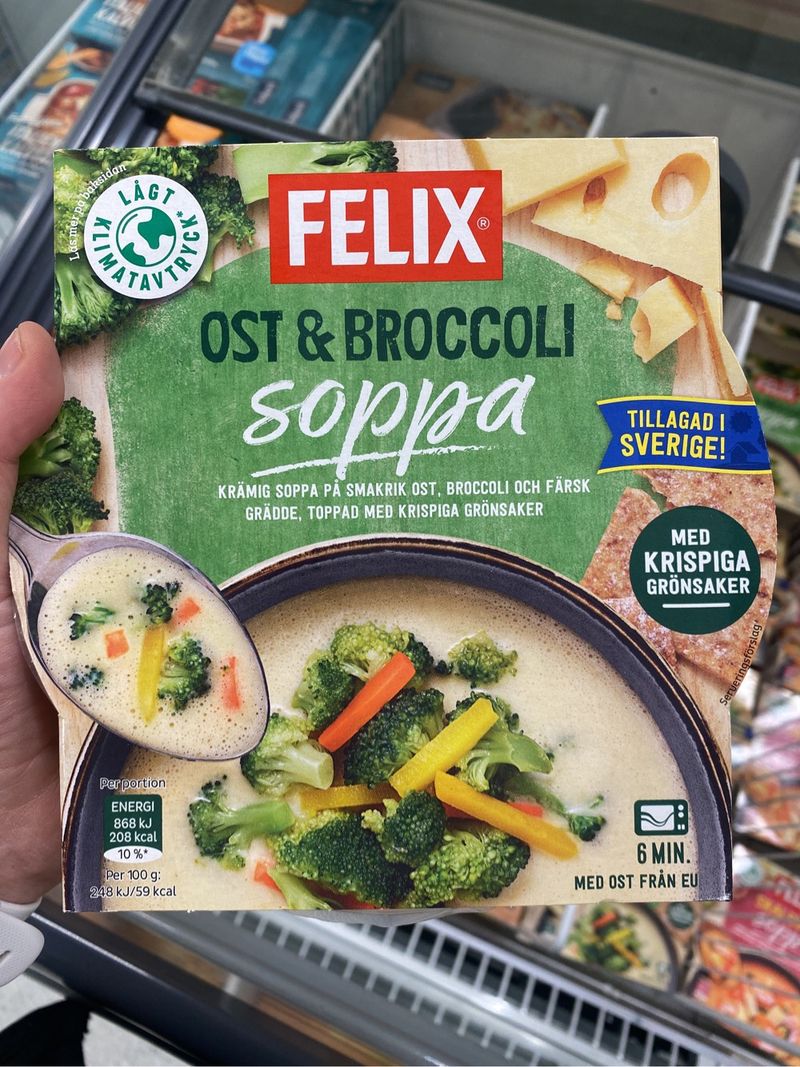 Läs mer på baksidan
LÅGT
KLIMATAVTRYCK*
FELIX®
OST & BROCCOLI
soppa
KRÄMIG SOPPA PÅ SMAKRIK OST, BROCCOLI OCH FÄRSK
GRÄDDE, TOPPAD MED KRISPIGA GRÖNSAKER
TILLAGAD I
SVERIGE!
MED
KRISPIGA
GRÖNSAKER
Serveringsförslag
Per portion
ENERGI
868 kJ
208 kcal
10 %*
Per 100 g:
248 kJ/59 kcal
6 MIN.
MED OST FRÅN EU